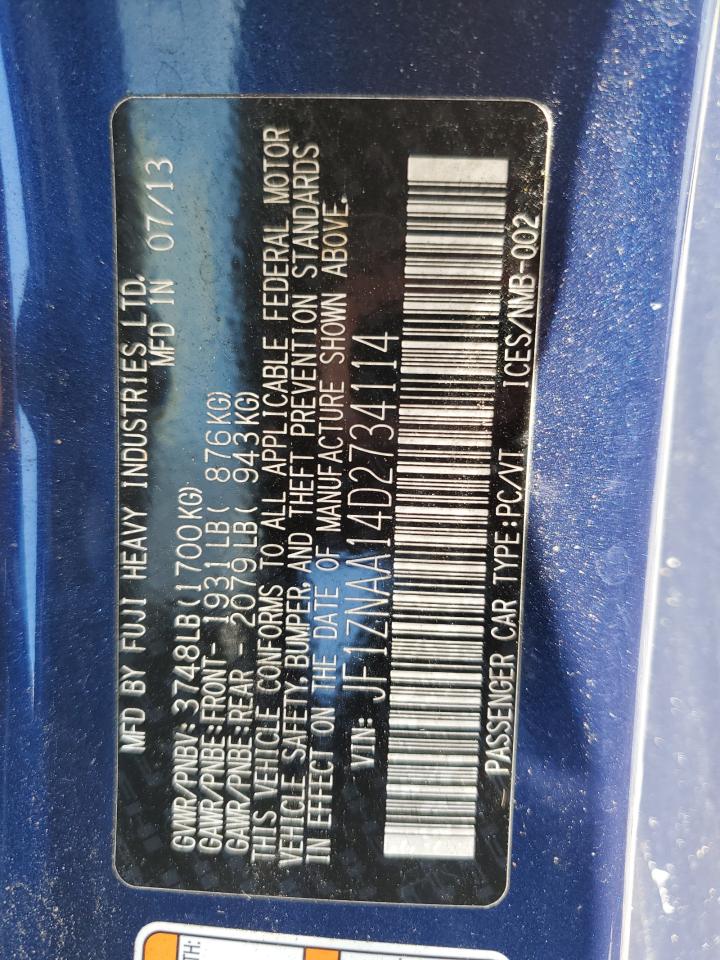 MFD BY FUJI HEAVY INDUSTRIES LTD.
MFD IN 07/13
GVWR/PNBV: 3748LB(1700KG)
GAWR/PNBE:FRONT- 1931LB( 876KG)
GAWR/PNBE:REAR - 2079LB( 943KG)
THIS VEHICLE CONFORMS TO ALL APPLICABLE FEDERAL MOTOR
VEHICLE SAFETY, BUMPER, AND THEFT PREVENTION STANDARDS
IN EFFECT ON THE DATE OF MANUFACTURE SHOWN ABOVE.
VIN: JF1ZNAA14D2734114
PASSENGER CAR TYPE:PC/VT ICES/NMB-002
TH: